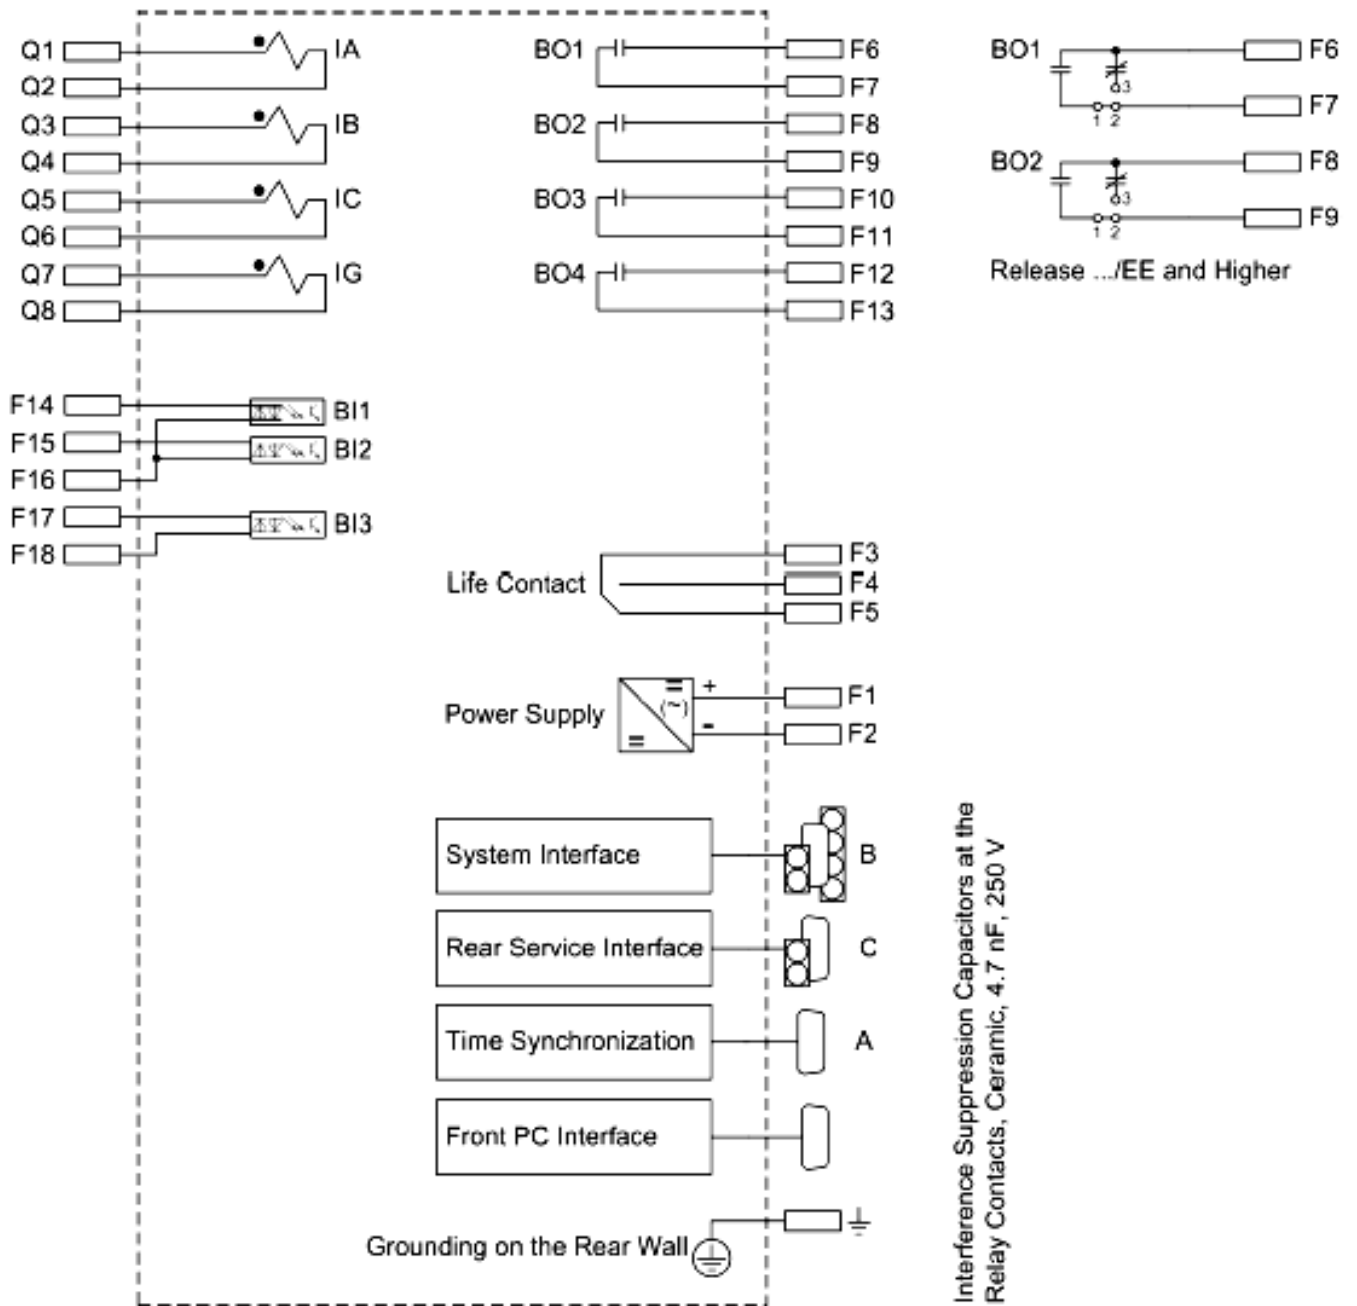 Q1 IA BO1 F6 BO1 F6
Q2 F7
Q3 IB BO2 F8 3 F7
1 2
Q4 F9 BO2 F8
Q5 IC BO3 F10 3
Q6 F11 1 2 F9
Q7 IG BO4 F12 Release .../EE and Higher
Q8 F13
F14 BI1
F15 BI2
F16
F17 BI3
F18 F3
Life Contact F4
F5
+ F1
Power Supply (~)
- F2
System Interface B
Rear Service Interface C
Time Synchronization A
Front PC Interface
Grounding on the Rear Wall
Interference Suppression Capacitors at the
Relay Contacts, Ceramic, 4.7 nF, 250 V